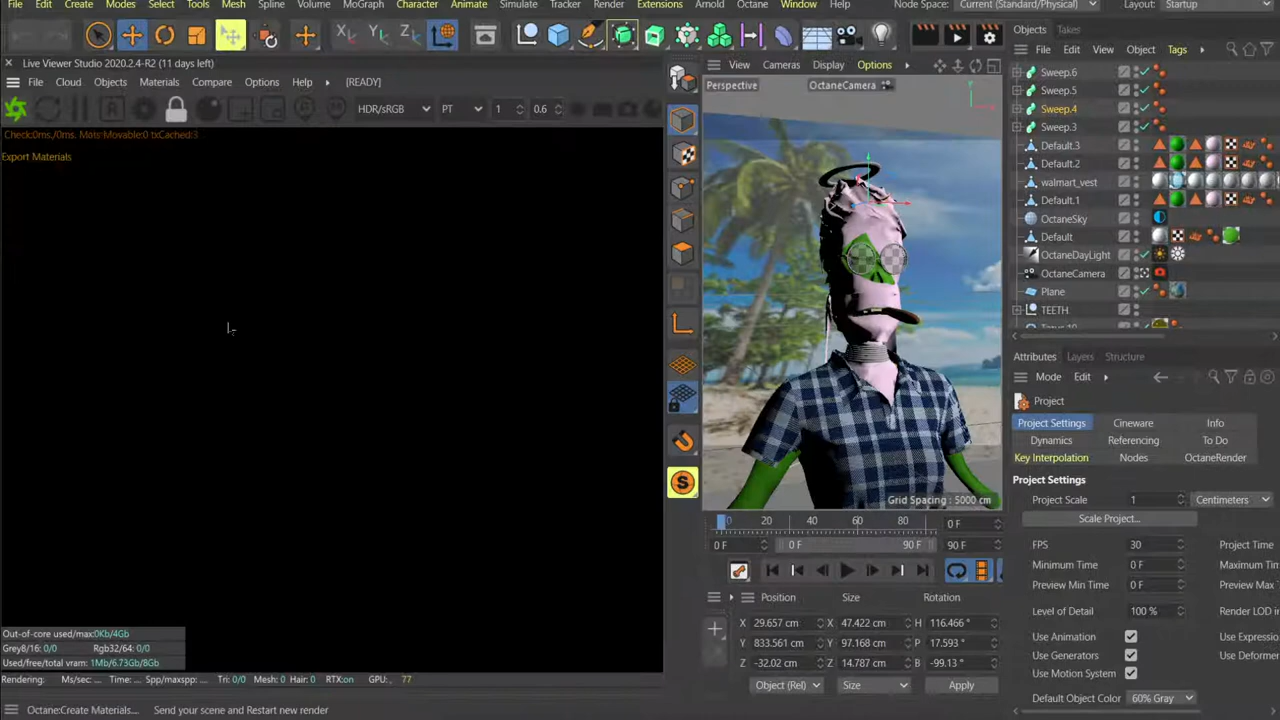 File Edit Create Modes Select Tools Mesh Spline Volume MoGraph Character Animate Simulate Tracker Render Extensions Arnold Octane Window Help Node Space: Current (Standard/Physical) Layout: Startup
Live Viewer Studio 2020.2.4-R2 (11 days left)
File Cloud Objects Materials Compare Options Help [READY]
HDR/sRGB PT 1 0.6
Check:0ms./0ms. Mots Movable:0 txCached:3
Export Materials
Out-of-core used/max:0Kb/4Gb
Grey8/16: 0/0 Rgb32/64: 0/0
Used/free/total vram: 1Mb/6.73Gb/8Gb
Rendering: Ms/sec: ... Time: ... Spp/maxspp: ... Tri: 0/0 Mesh: 0 Hair: 0 RTX:on GPU: , 77
Octane:Create Materials... Send your scene and Restart new render
X Y Z
View Cameras Display Options
Perspective OctaneCamera
Grid Spacing : 5000 cm
0 20 40 60 80 0 F
0 F 0 F 90 F 90 F
Position Size Rotation
X 29.657 cm X 47.422 cm H 116.466 °
Y 833.561 cm Y 97.168 cm P 17.593 °
Z -32.02 cm Z 14.787 cm B -99.13 °
Object (Rel) Size Apply
Objects Takes
File Edit View Object Tags
Sweep.6
Sweep.5
Sweep.4
Sweep.3
Default.3
Default.2
walmart_vest
Default.1
OctaneSky
Default
OctaneDayLight
OctaneCamera
Plane
TEETH
Attributes Layers Structure
Mode Edit
Project
Project Settings Cineware Info
Dynamics Referencing To Do
Key Interpolation Nodes OctaneRender
Project Settings
Project Scale 1 Centimeters
Scale Project...
FPS 30 Project Time
Minimum Time 0 F Maximum Ti
Preview Min Time 0 F Preview Max
Level of Detail 100 % Render LOD i
Use Animation Use Expressio
Use Generators Use Deformer
Use Motion System
Default Object Color 60% Gray